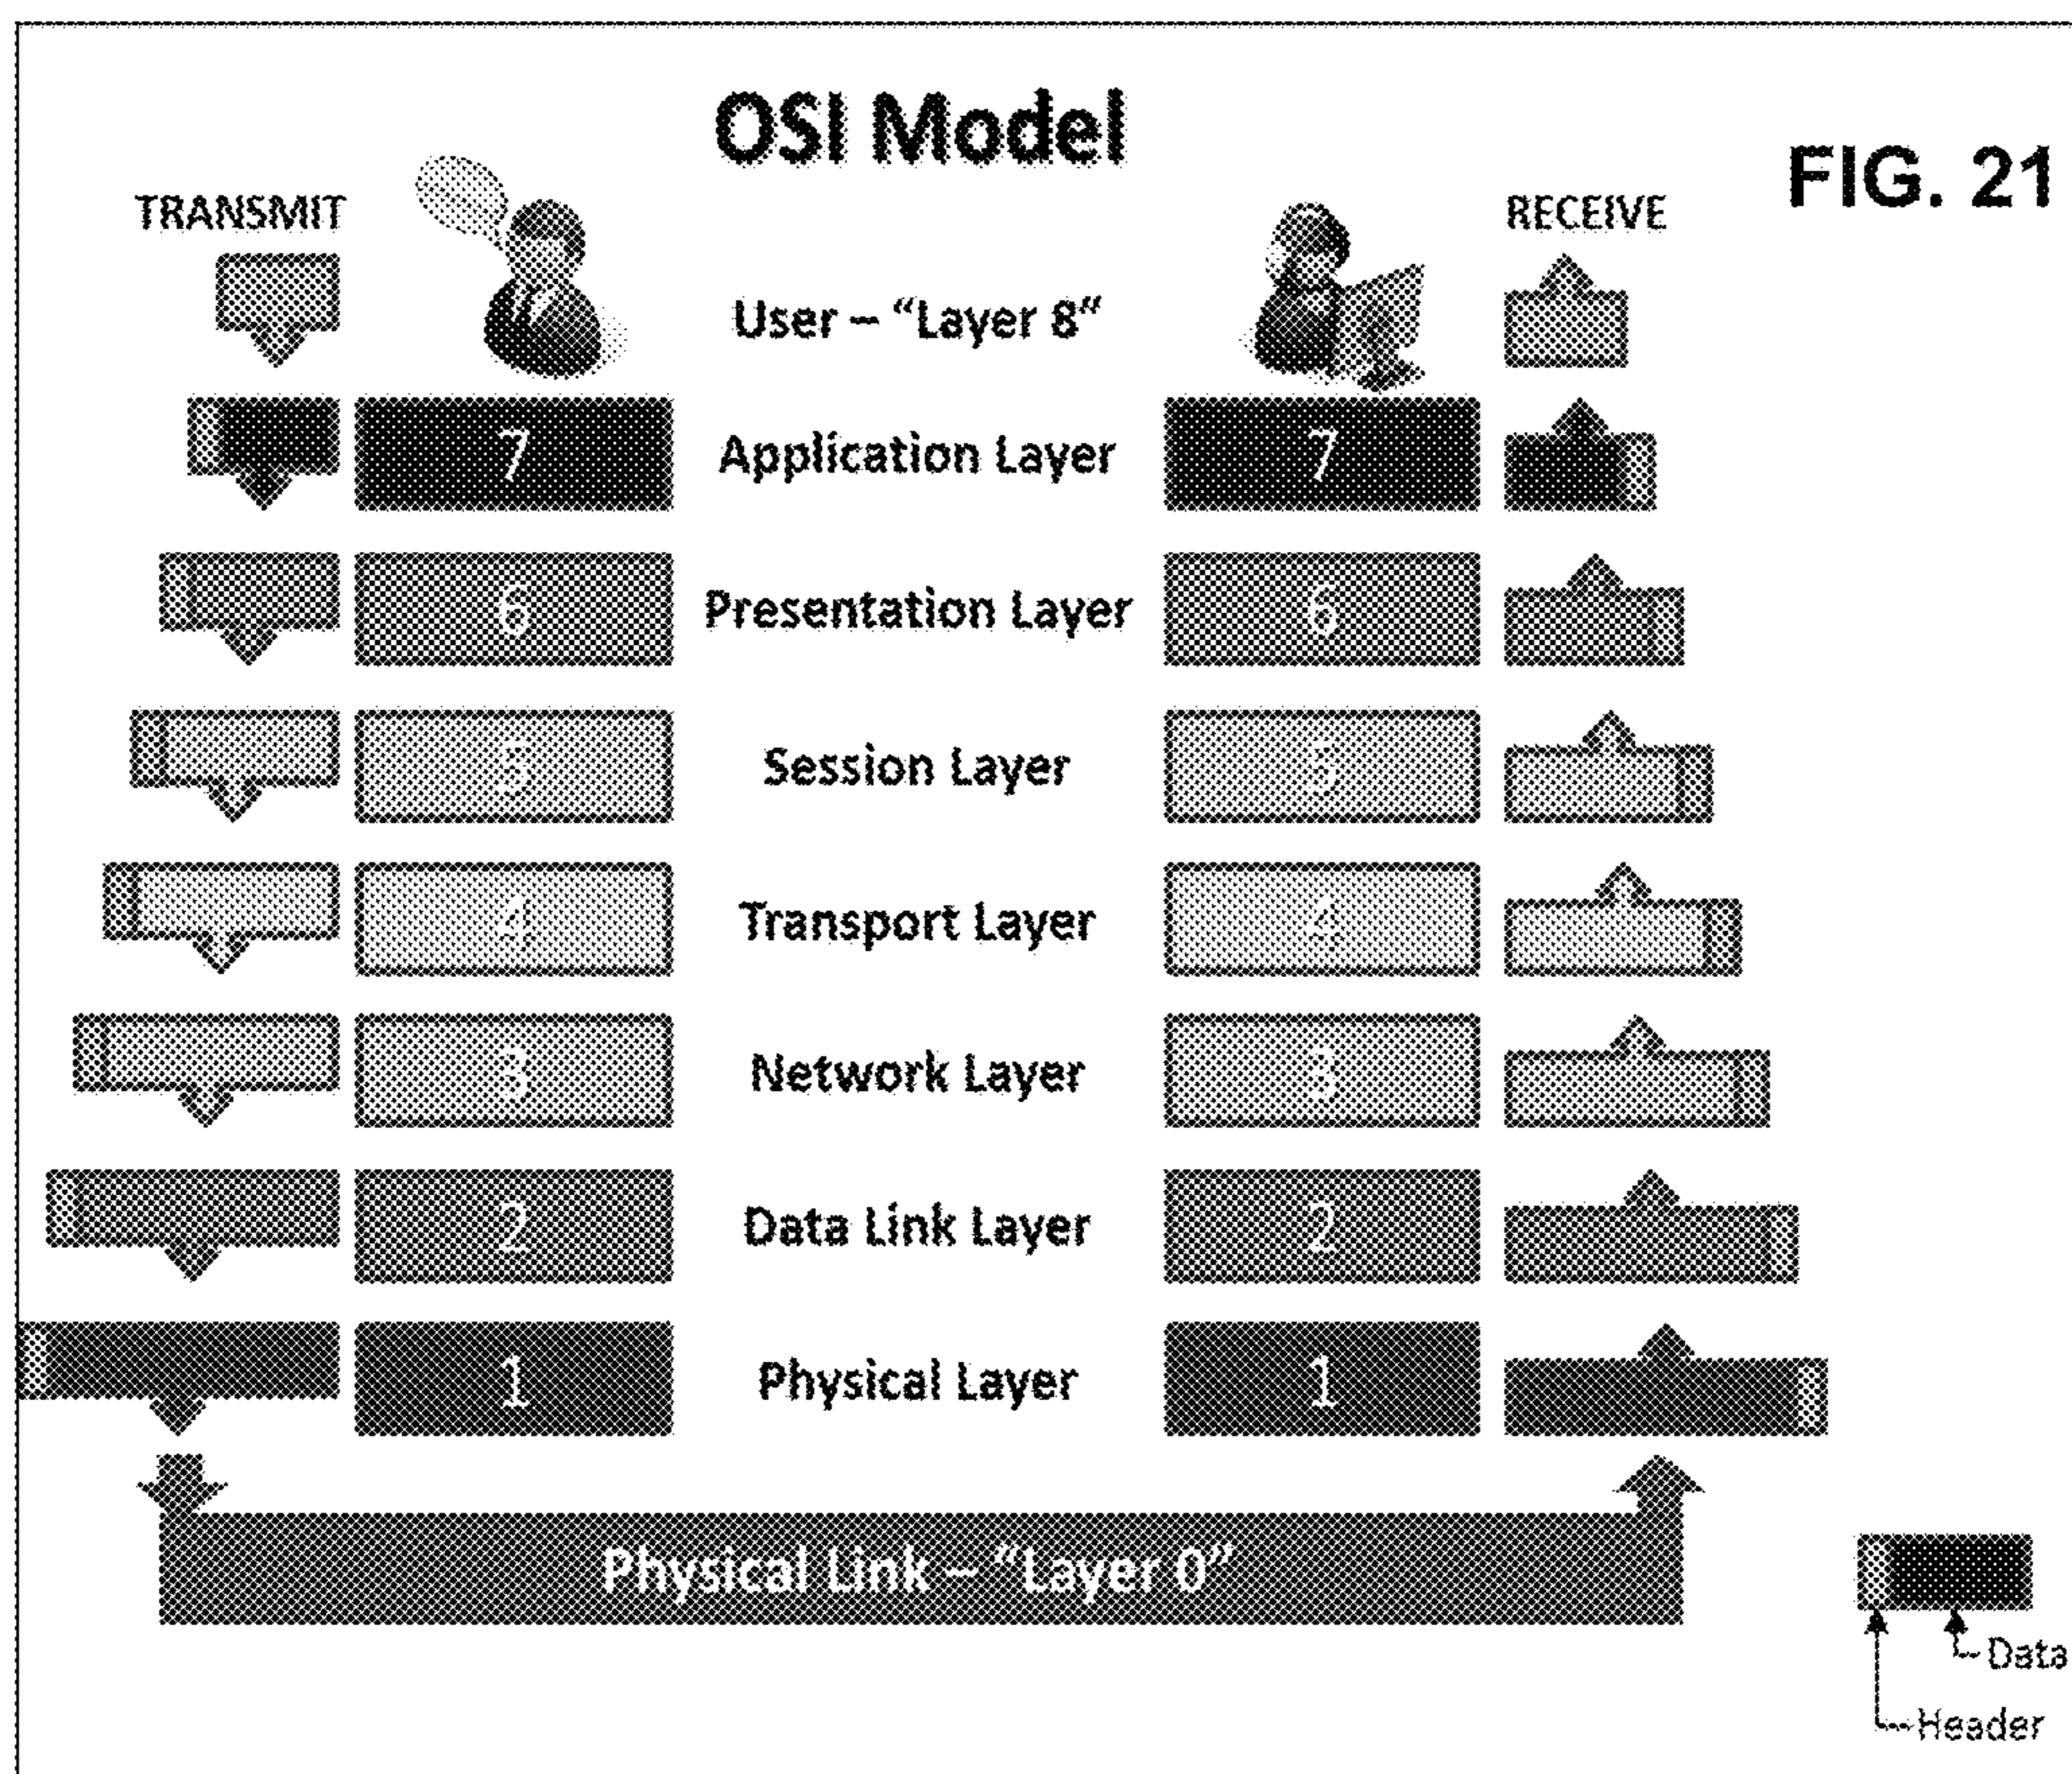 OSI Model
FIG. 21
TRANSMIT
RECEIVE
User – “Layer 8”
7 Application Layer 7
6 Presentation Layer 6
5 Session Layer 5
4 Transport Layer 4
3 Network Layer 3
2 Data Link Layer 2
1 Physical Layer 1
Physical Link – “Layer 0”
Data
Header